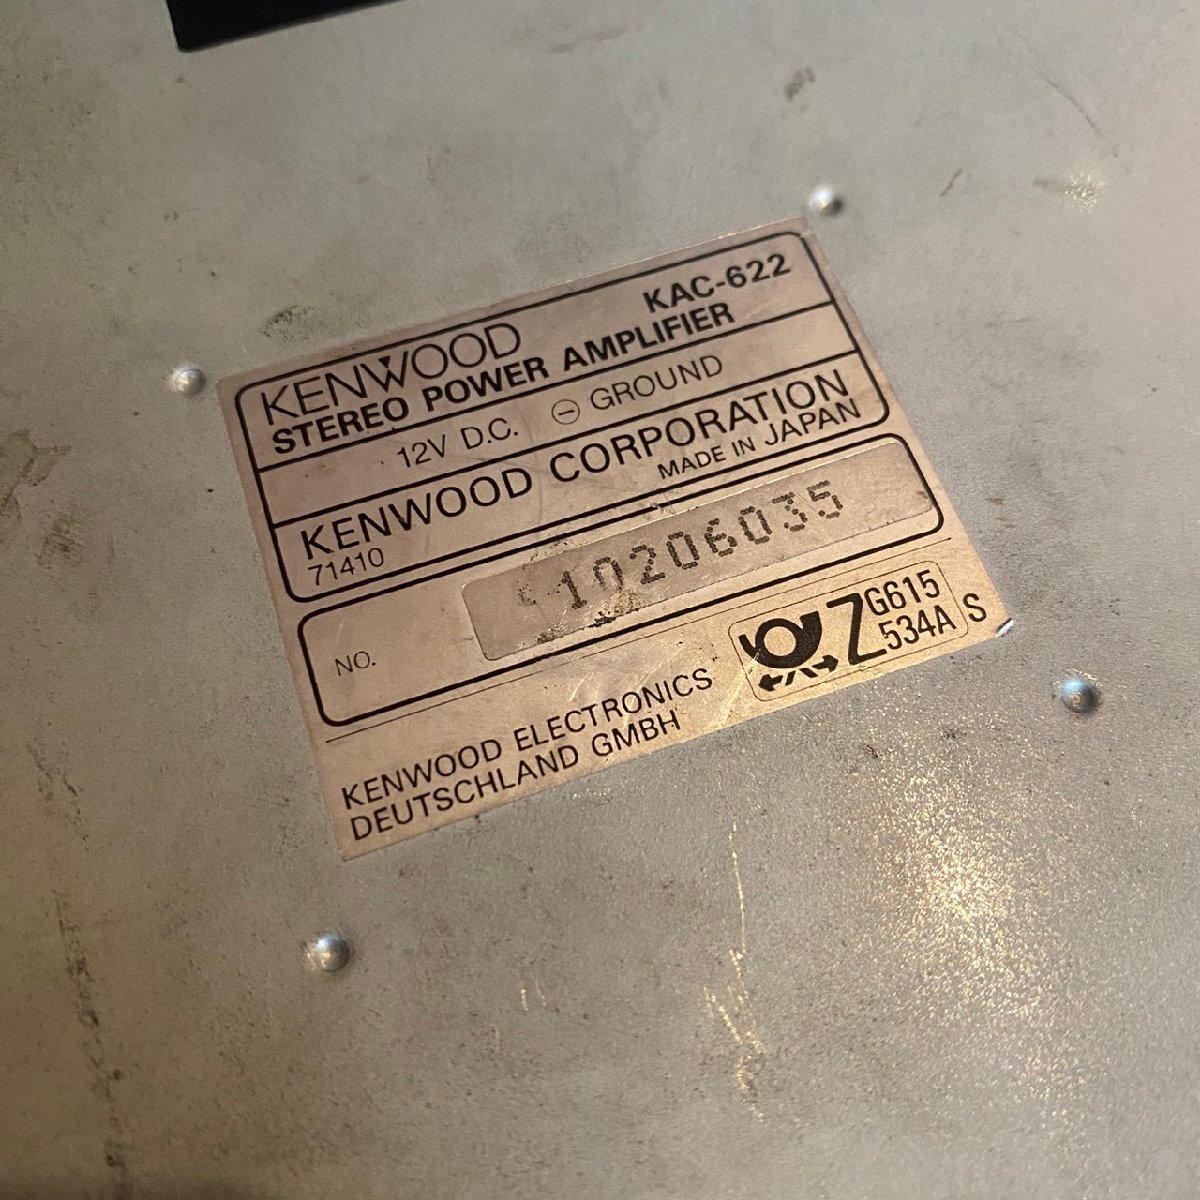 KENWOOD KAC-622
STEREO POWER AMPLIFIER
12V D.C. ⊖ GROUND
KENWOOD CORPORATION
71410 MADE IN JAPAN
NO. 10206035
Z G615
534A S
KENWOOD ELECTRONICS
DEUTSCHLAND GMBH